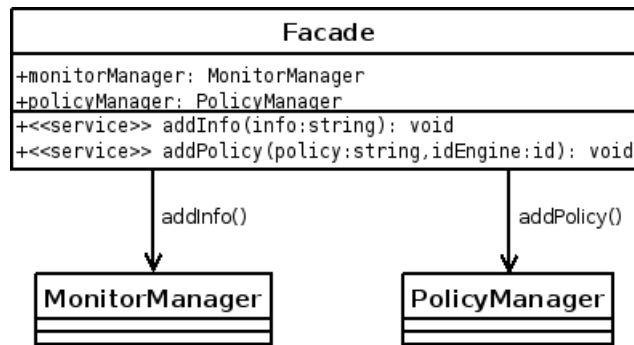 Facade
+monitorManager: MonitorManager
+policyManager: PolicyManager
+<<service>> addInfo(info:string): void
+<<service>> addPolicy(policy:string,idEngine:id): void
addInfo()
addPolicy()
MonitorManager
PolicyManager